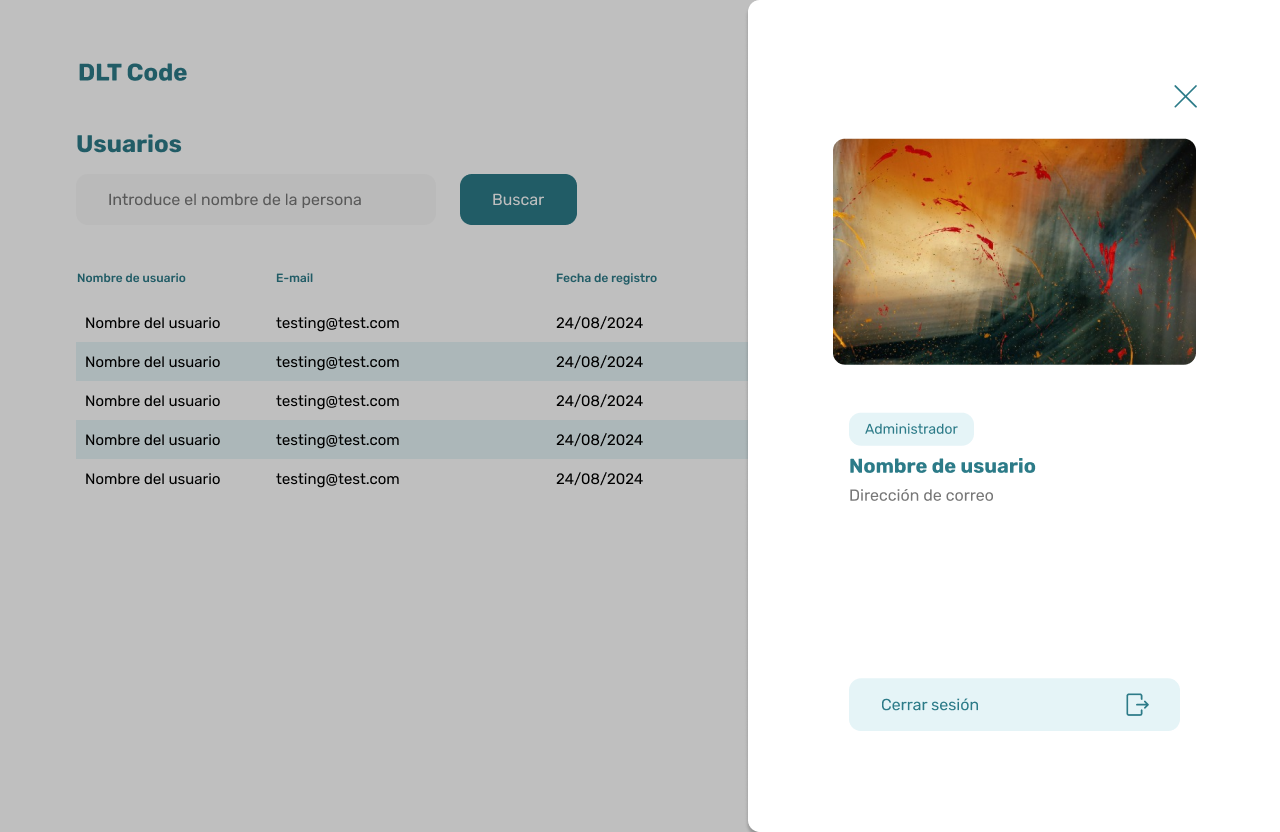 DLT Code
Usuarios
Introduce el nombre de la persona
Buscar
Nombre de usuario E-mail Fecha de registro
Nombre del usuario testing@test.com 24/08/2024
Nombre del usuario testing@test.com 24/08/2024
Nombre del usuario testing@test.com 24/08/2024
Nombre del usuario testing@test.com 24/08/2024
Nombre del usuario testing@test.com 24/08/2024
Administrador
Nombre de usuario
Dirección de correo
Cerrar sesión